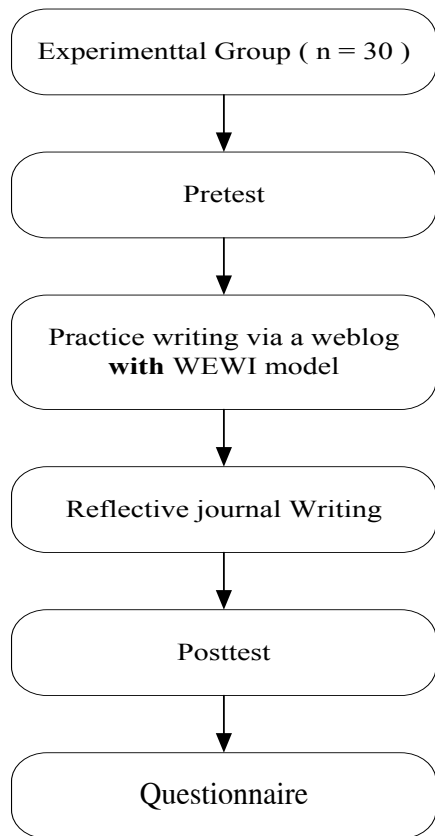 Experimenttal Group ( n = 30 )
Pretest
Practice writing via a weblog
with WEWI model
Reflective journal Writing
Posttest
Questionnaire